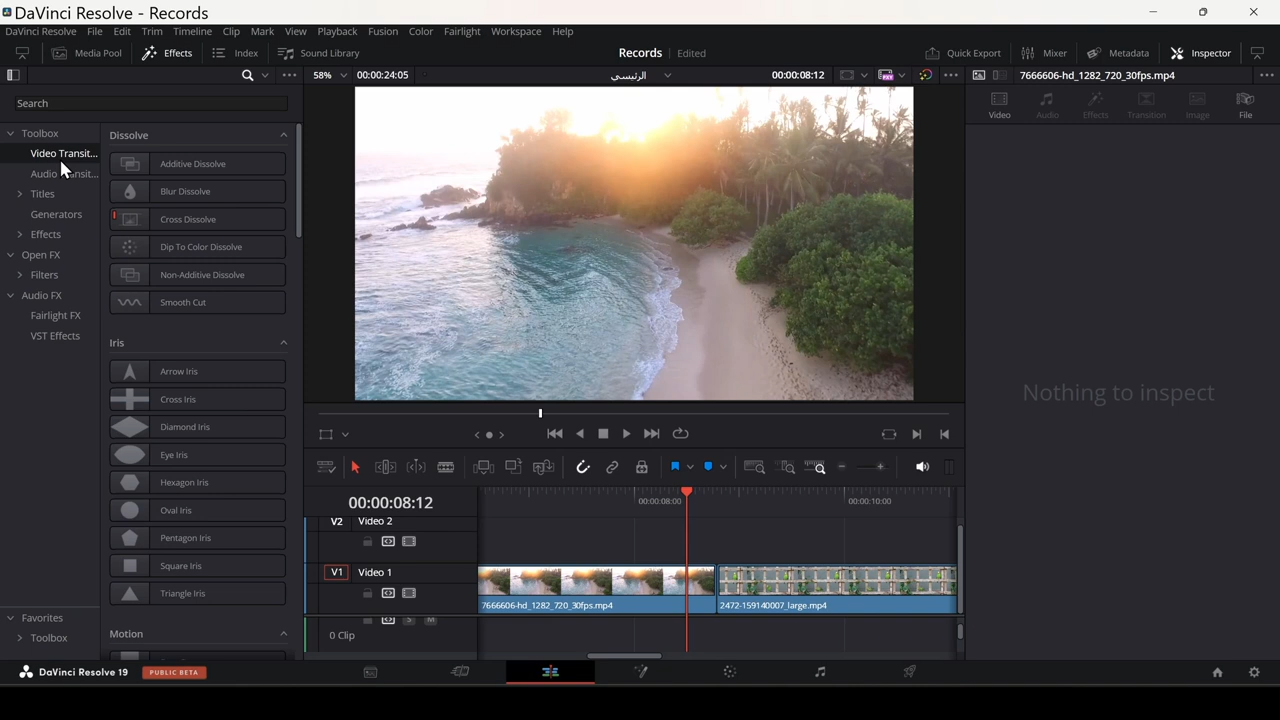 DaVinci Resolve - Records
DaVinci Resolve File Edit Trim Timeline Clip Mark View Playback Fusion Color Fairlight Workspace Help
Media Pool Effects Index Sound Library Records Edited Quick Export Mixer Metadata Inspector
58% 00:00:24:05 الرئيسي 00:00:08:12 7666606-hd_1282_720_30fps.mp4
Search
Video Audio Effects Transition Image File
Toolbox
Video Transit...
Audio
Titles
Generators
Effects
Open FX
Filters
Audio FX
Fairlight FX
VST Effects
Favorites
Toolbox
Dissolve
Additive Dissolve
Blur Dissolve
Cross Dissolve
Dip To Color Dissolve
Non-Additive Dissolve
Smooth Cut
Iris
Arrow Iris
Cross Iris
Diamond Iris
Eye Iris
Hexagon Iris
Oval Iris
Pentagon Iris
Square Iris
Triangle Iris
Motion
Nothing to inspect
00:00:08:12
00:00:08:00 00:00:10:00
V2 Video 2
V1 Video 1
7666606-hd_1282_720_30fps.mp4 2472-159140007_large.mp4
S M
0 Clip
DaVinci Resolve 19 PUBLIC BETA